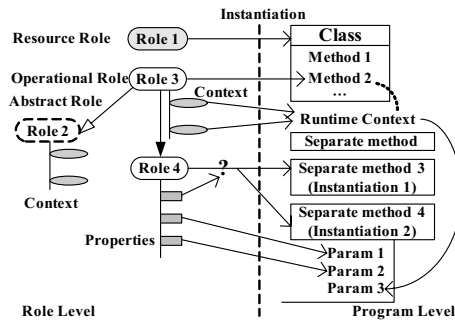 Instantiation
Resource Role
Role 1
Class
Method 1
Operational Role
Role 3
Method 2
...
Abstract Role
Context
Role 2
Runtime Context
Separate method
Role 4
?
Separate method 3
(Instantiation 1)
Context
Separate method 4
(Instantiation 2)
Properties
Param 1
Param 2
Param 3
Role Level
Program Level